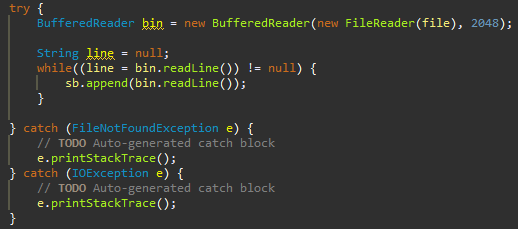 try {
    BufferedReader bin = new BufferedReader(new FileReader(file), 2048);
    String line = null;
    while((line = bin.readLine()) != null) {
        sb.append(bin.readLine());
    }
} catch (FileNotFoundException e) {
    // TODO Auto-generated catch block
    e.printStackTrace();
} catch (IOException e) {
    // TODO Auto-generated catch block
    e.printStackTrace();
}